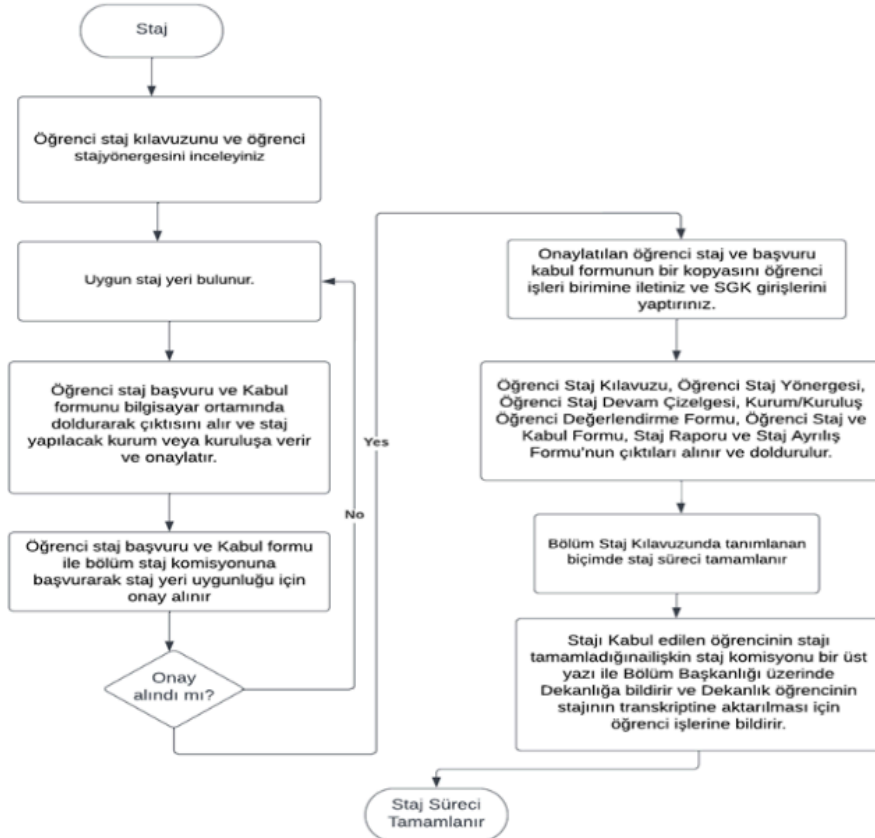 Staj
Öğrenci staj kılavuzunu ve öğrenci
stajyönergesini inceleyiniz
Uygun staj yeri bulunur.
Öğrenci staj başvuru ve Kabul
formunu bilgisayar ortamında
doldurarak çıktısını alır ve staj
yapılacak kurum veya kuruluşa verir
ve onaylatır.
Öğrenci staj başvuru ve Kabul formu
ile bölüm staj komisyonuna
başvurarak staj yeri uygunluğu için
onay alınır
Onay
alındı mı?
No
Yes
Onaylatılan öğrenci staj ve başvuru
kabul formunun bir kopyasını öğrenci
işleri birimine iletiniz ve SGK girişlerini
yaptırınız.
Öğrenci Staj Kılavuzu, Öğrenci Staj Yönergesi,
Öğrenci Staj Devam Çizelgesi, Kurum/Kuruluş
Öğrenci Değerlendirme Formu, Öğrenci Staj ve
Kabul Formu, Staj Raporu ve Staj Ayrılış
Formu'nun çıktıları alınır ve doldurulur.
Bölüm Staj Kılavuzunda tanımlanan
biçimde staj süreci tamamlanır
Stajı Kabul edilen öğrencinin stajı
tamamladığınailişkin staj komisyonu bir üst
yazı ile Bölüm Başkanlığı üzerinde
Dekanlığa bildirir ve Dekanlık öğrencinin
stajının transkriptine aktarılması için
öğrenci işlerine bildirir.
Staj Süreci
Tamamlanır